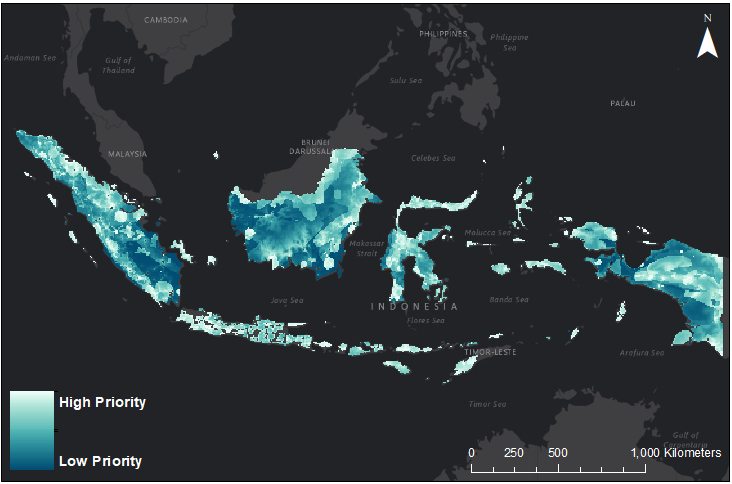 CAMBODIA
N
PHILIPPINES
Philippine
Sea
Andaman Sea
Gulf of
Thailand
Sulu Sea
PALAU
BRUNEI
DARUSSAL
MALAYSIA
Celebes Sea
Molucca Sea
Makassar
Strait
Java Sea
Banda Sea
INDONESIA
Flores Sea
TIMOR-LESTE
Arafura Sea
High Priority
Timor Sea
Gulf of
Carpentaria
Low Priority
0 250 500 1,000 Kilometers